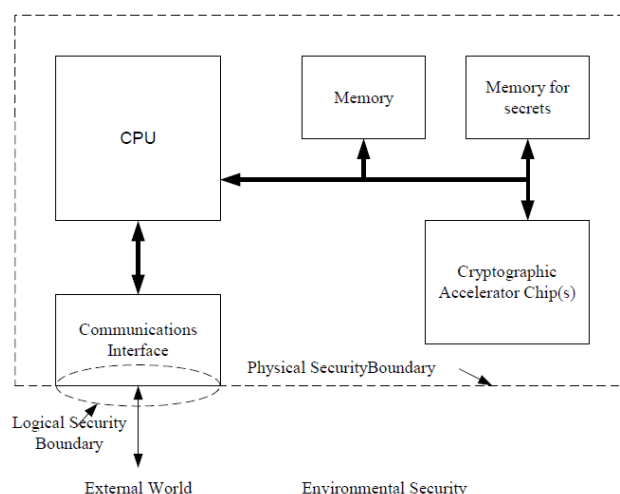 CPU
Memory
Memory for
secrets
Cryptographic
Accelerator Chip(s)
Communications
Interface
Physical SecurityBoundary
Logical Security
Boundary
External World
Environmental Security